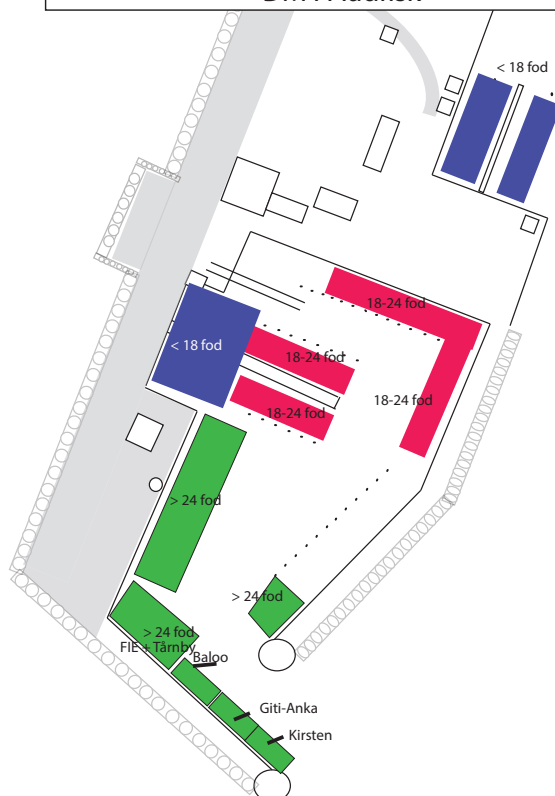 < 18 fod
18-24 fod
< 18 fod
18-24 fod
18-24 fod
18-24 fod
> 24 fod
> 24 fod
> 24 fod
FIE + Tårnby
Baloo
Giti-Anka
Kirsten